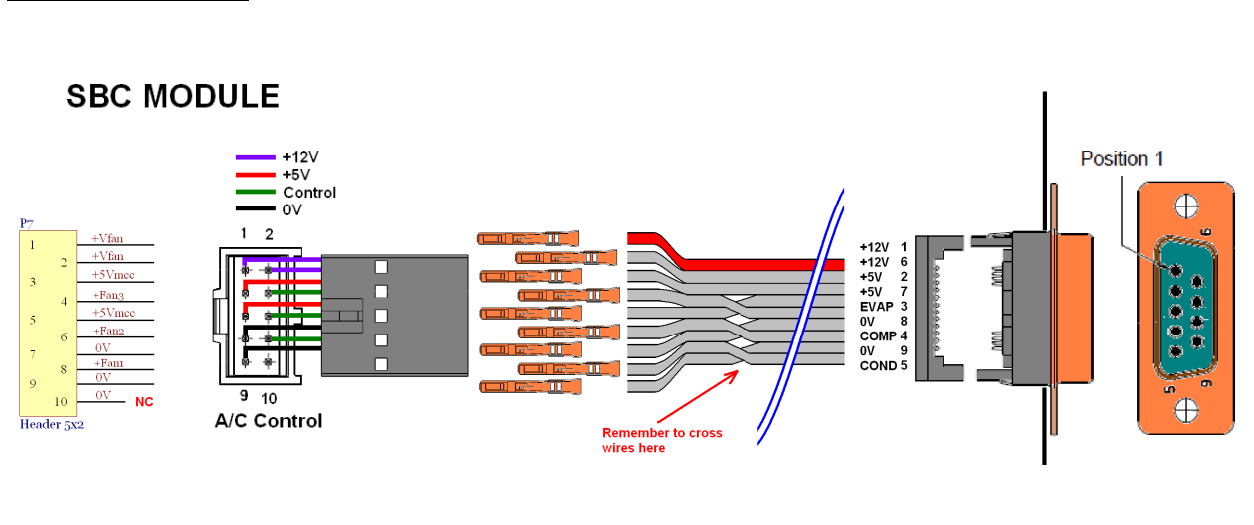 SBC MODULE
+12V
+5V
Control
0V
Position 1
P7
1 +Vfan
2 +Vfan
3 +5Vmcc
4 +Fan3
5 +5Vmcc
6 +Fan2
7 0V
8 +Fan1
9 0V
10 0V NC
Header 5x2
1 2
9 10
A/C Control
+12V 1
+12V 6
+5V 2
+5V 7
EVAP 3
0V 8
COMP 4
0V 9
COND 5
Remember to cross
wires here
6
5
9